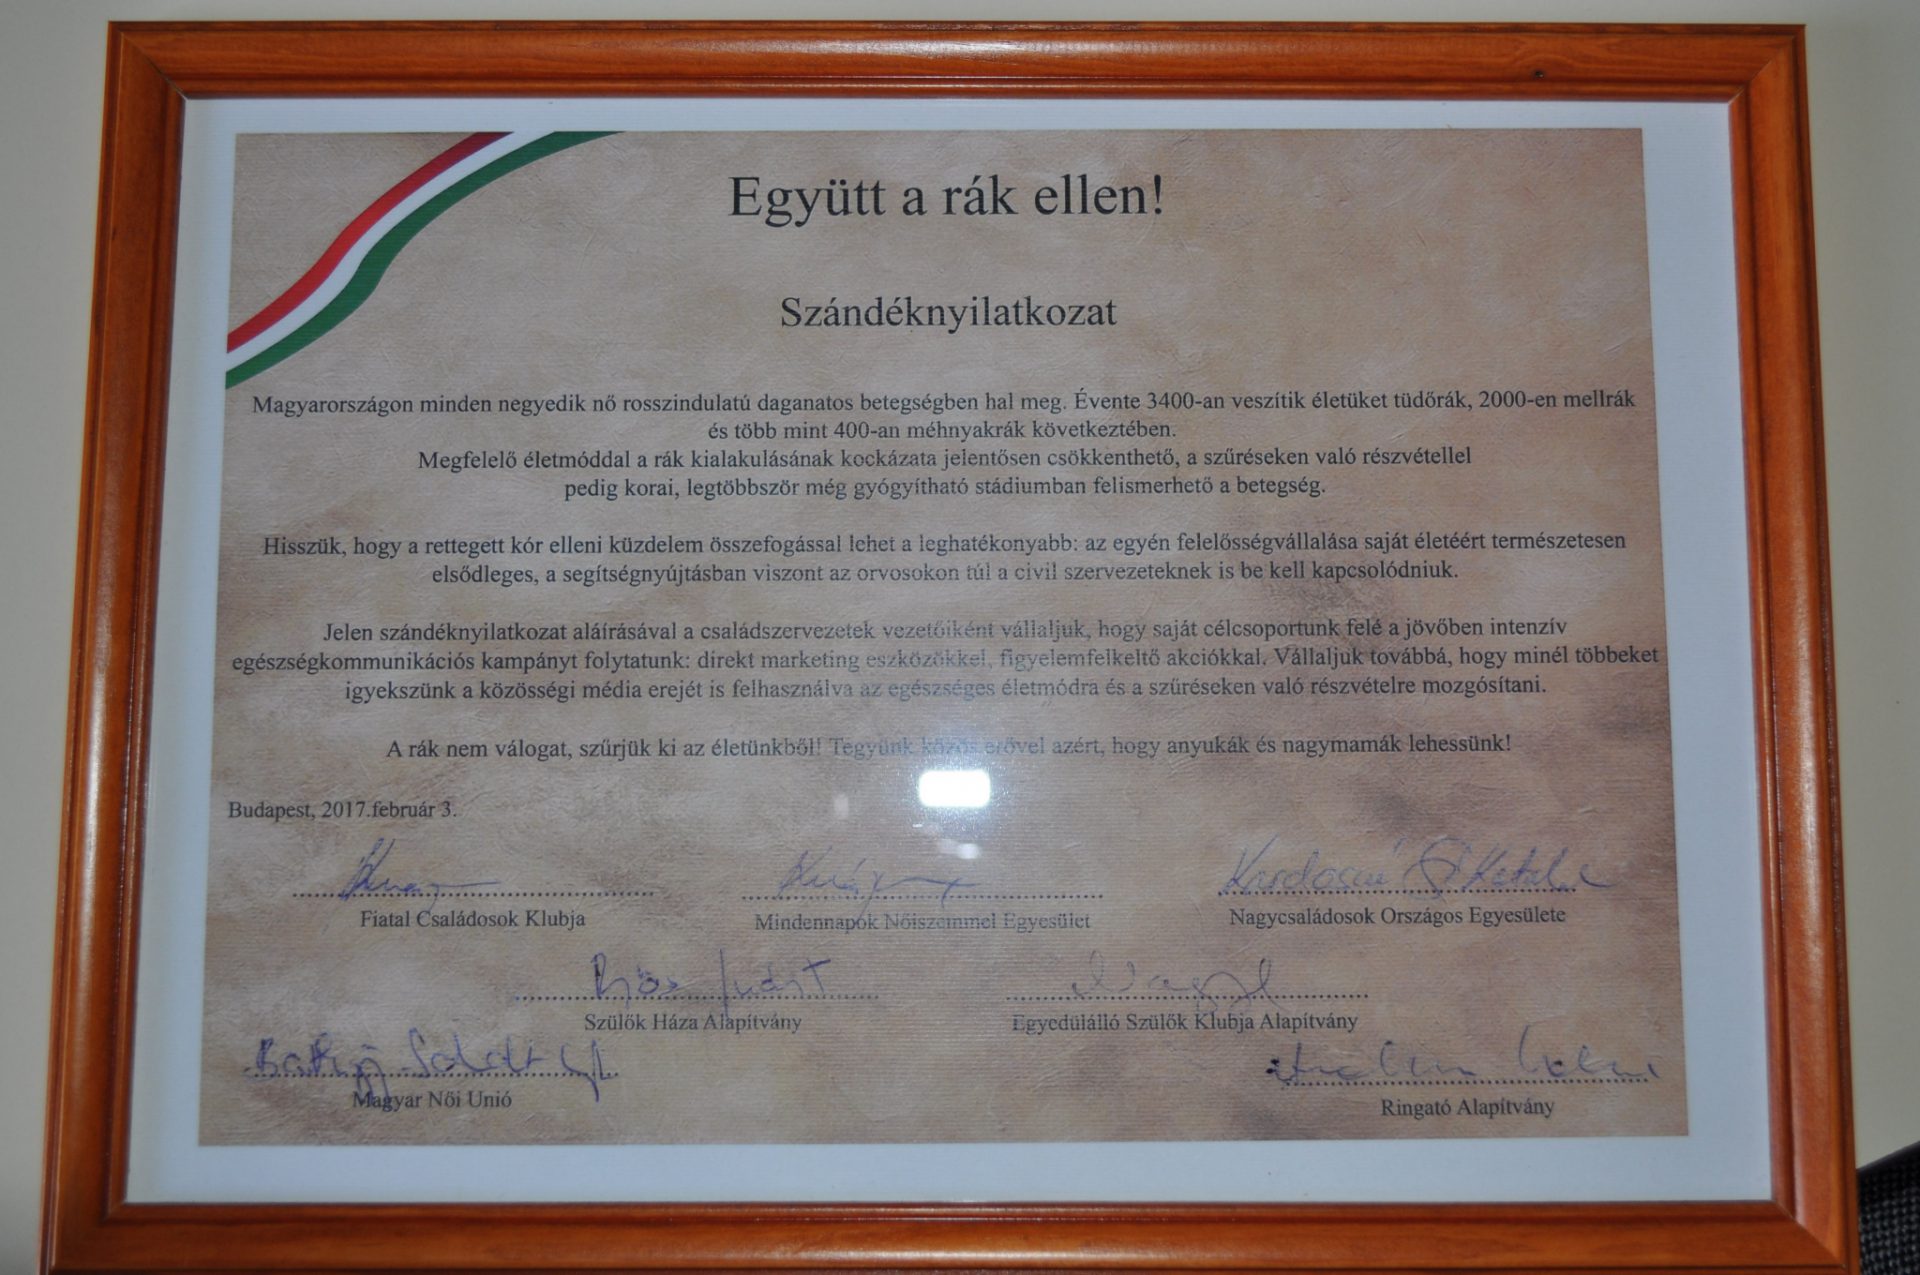 Együtt a rák ellen!
Szándéknyilatkozat
Magyarországon minden negyedik nő rosszindulatú daganatos betegségben hal meg. Évente 3400-an veszítik életüket tüdőrák, 2000-en mellrák
és több mint 400-an méhnyakrák következtében.
Megfelelő életmóddal a rák kialakulásának kockázata jelentősen csökkenthető, a szűréseken való részvétellel
pedig korai, legtöbbször még gyógyítható stádiumban felismerhető a betegség.
Hisszük, hogy a rettegett kór elleni küzdelem összefogással lehet a leghatékonyabb: az egyén felelősségvállalása saját életéért természetesen
elsődleges, a segítségnyújtásban viszont az orvosokon túl a civil szervezeteknek is be kell kapcsolódniuk.
Jelen szándéknyilatkozat aláírásával a családszervezetek vezetőiként vállaljuk, hogy saját célcsoportunk felé a jövőben intenzív
egészségkommunikációs kampányt folytatunk: direkt marketing eszközökkel, figyelemfelkeltő akciókkal. Vállaljuk továbbá, hogy minél többeket
igyekszünk a közösségi média erejét is felhasználva az egészséges életmódra és a szűréseken való részvételre mozgósítani.
A rák nem válogat, szűrjük ki az életünkből! Tegyünk közös erővel azért, hogy anyukák és nagymamák lehessünk!
Budapest, 2017.február 3.
Fiatal Családosok Klubja
Mindennapok Nőiszemmel Egyesület
Nagycsaládosok Országos Egyesülete
Szülők Háza Alapítvány
Egyedülálló Szülők Klubja Alapítvány
Magyar Női Unió
Ringató Alapítvány